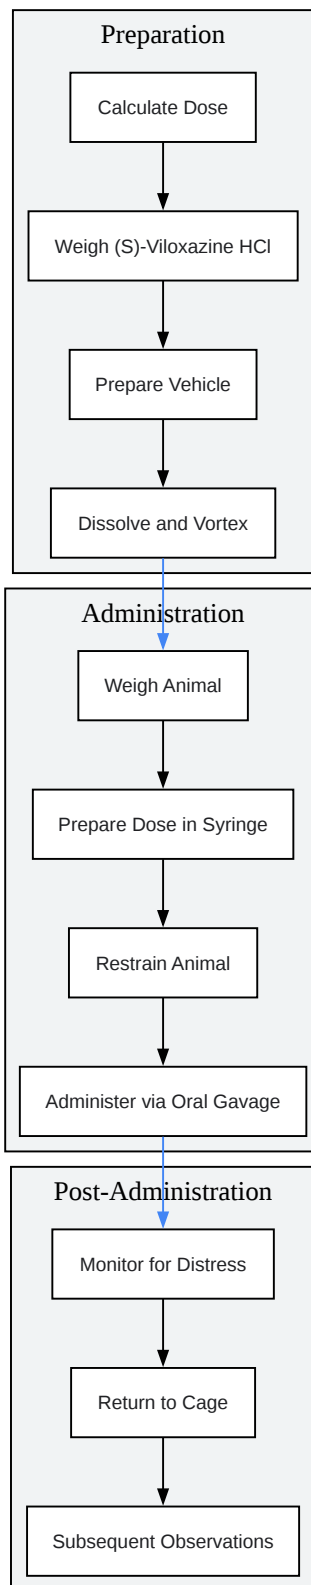 Preparation
Calculate Dose
Weigh (S)-Viloxazine HCl
Prepare Vehicle
Dissolve and Vortex
Administration
Weigh Animal
Prepare Dose in Syringe
Restrain Animal
Administer via Oral Gavage
Post-Administration
Monitor for Distress
Return to Cage
Subsequent Observations